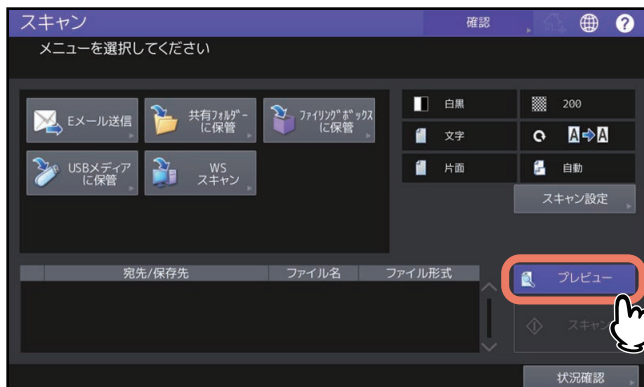 スキャン
確認
?
メニューを選択してください
Eメール送信
共有フォルダー
に保管
ファイリングボックス
に保管
USBメディア
に保管
WS
スキャン
白黒
200
文字
A A
片面
自動
スキャン設定
宛先/保存先 ファイル名 ファイル形式
プレビュー
スキャン
状況確認